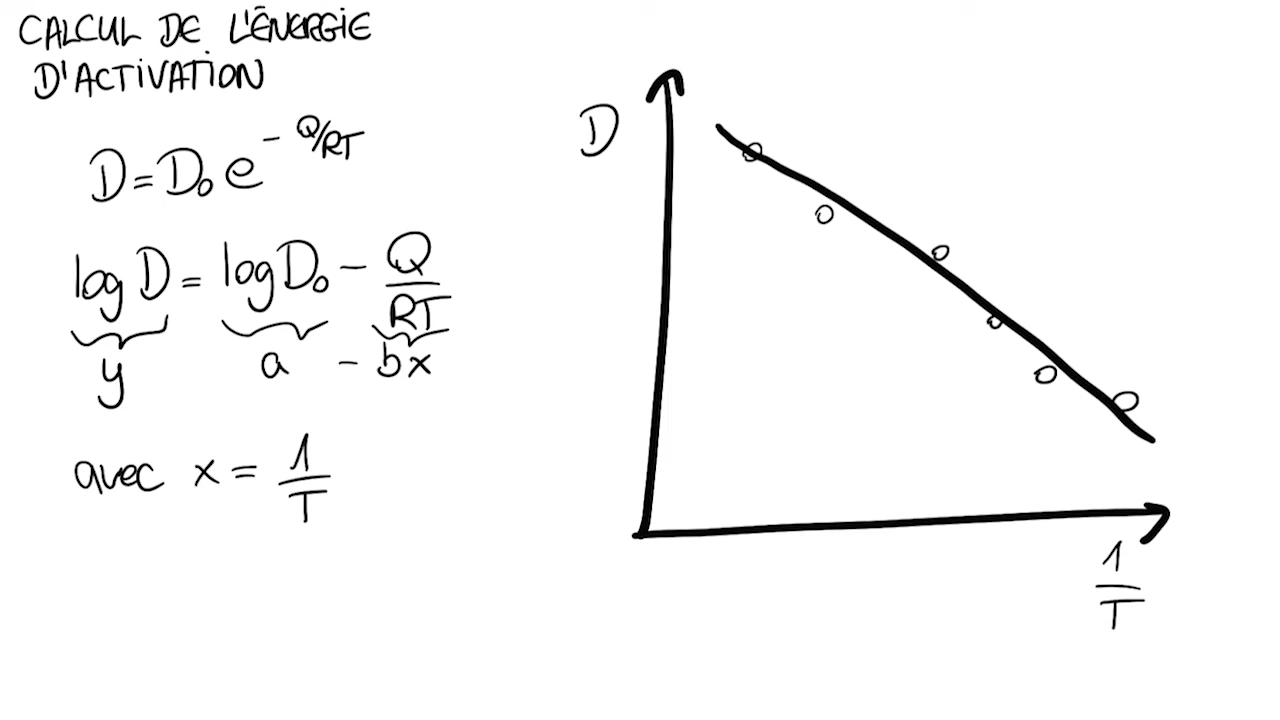 CALCUL DE L'ÉNERGIE
D'ACTIVATION
D = D₀ e^(- Q/RT)
log D = log D₀ - Q/RT
y a - bx
avec x = 1/T
D
1/T